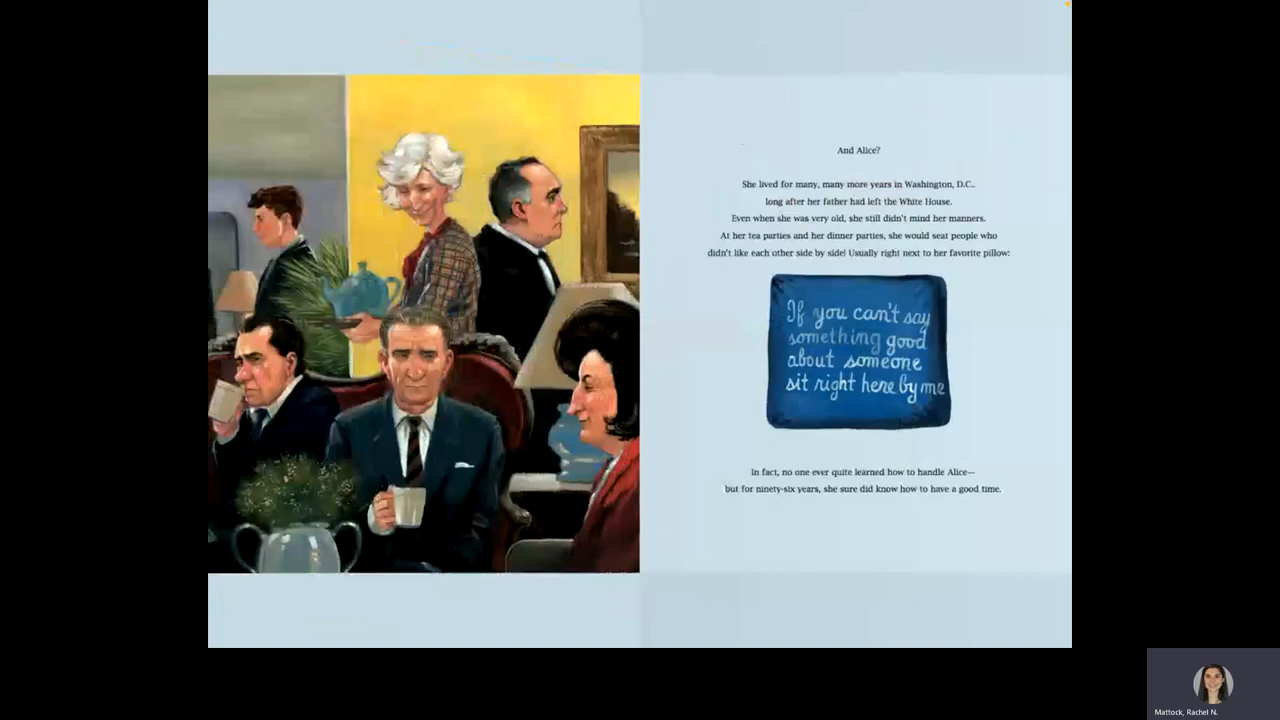 And Alice?
She lived for many, many more years in Washington, D.C..
long after her father had left the White House.
Even when she was very old, she still didn't mind her manners.
At her tea parties and her dinner parties, she would seat people who
didn't like each other side by side! Usually right next to her favorite pillow:
If you can't say
something good
about someone
sit right here by me
In fact, no one ever quite learned how to handle Alice—
but for ninety-six years, she sure did know how to have a good time.
Mattock, Rachel N.